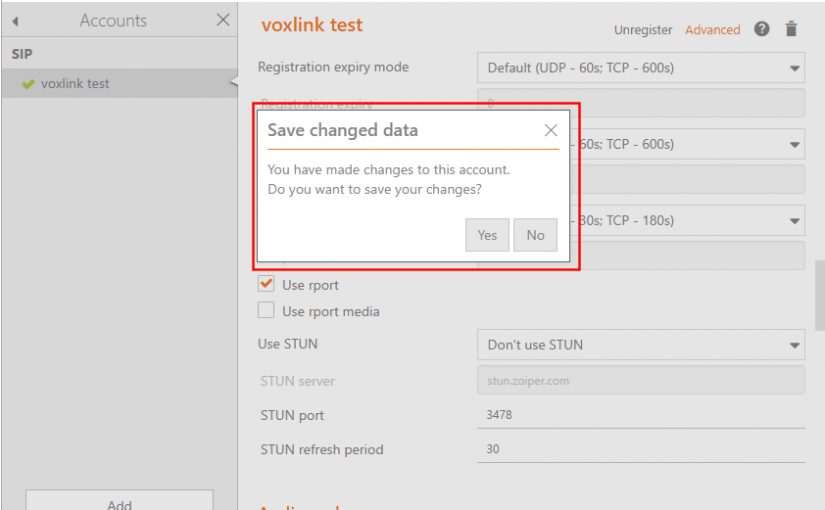 Accounts
SIP
voxlink test
Add
voxlink test
Unregister Advanced
Registration expiry mode
Default (UDP - 60s; TCP - 600s)
Registration expiry
Save changed data
You have made changes to this account.
Do you want to save your changes?
Yes
No
- 60s; TCP - 600s)
30s; TCP - 180s)
Use rport
Use rport media
Use STUN
Don't use STUN
STUN server
stun.zoiper.com
STUN port
3478
STUN refresh period
30